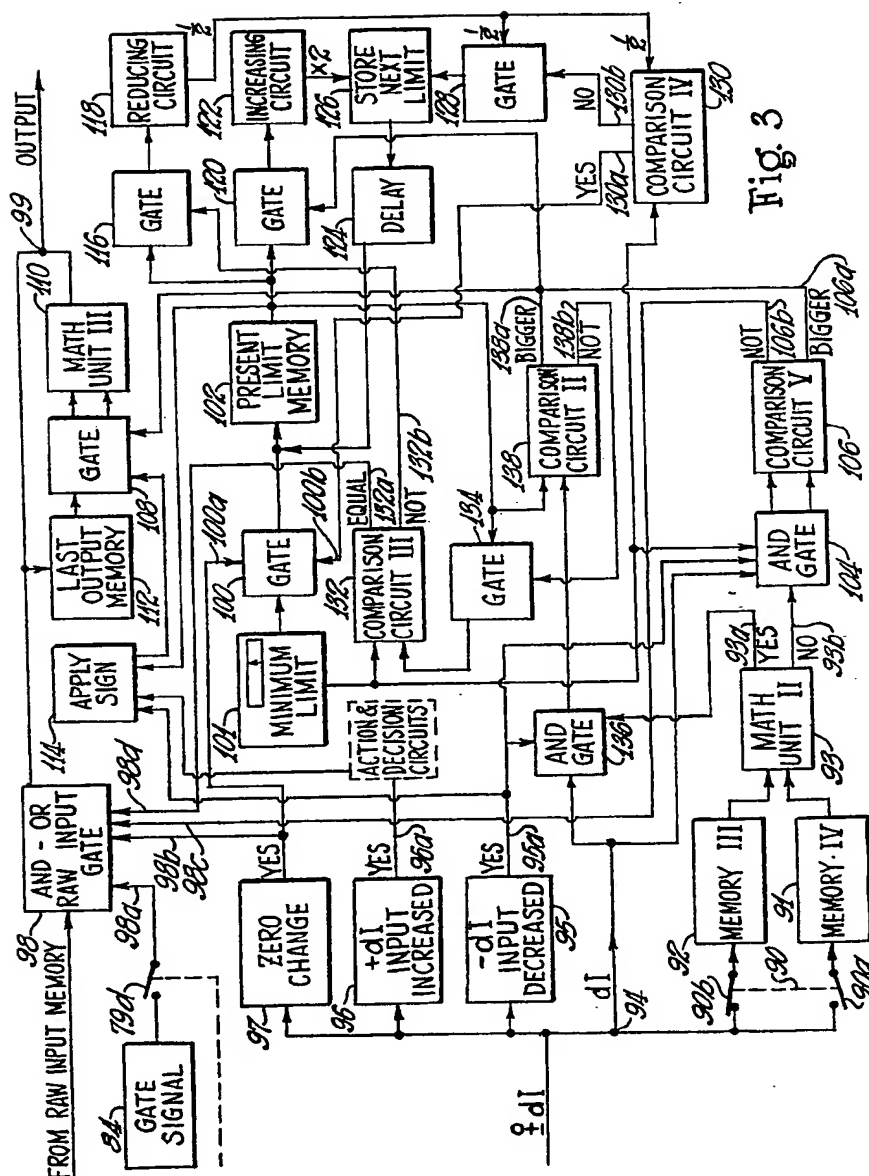 FROM RAW INPUT MEMORY
98
AND - OR
RAW INPUT
GATE
98a
98b
98c
98d
79d
84
GATE
SIGNAL
114
APPLY
SIGN
112
LAST
OUTPUT
MEMORY
108
GATE
110
MATH
UNIT III
99
OUTPUT
116
GATE
118
REDUCING
CIRCUIT
1/2
120
GATE
122
INCREASING
CIRCUIT
X2
124
DELAY
126
STORE
NEXT
LIMIT
128
GATE
1/2
1/2
NO
130b
YES
130a
COMPARISON
CIRCUIT IV
130
97
ZERO
CHANGE
YES
96
+dI
INPUT
INCREASED
YES
96a
95
-dI
INPUT
DECREASED
YES
95a
ACTION &
DECISION
CIRCUITS
101
MINIMUM
LIMIT
100
GATE
100a
100b
102
PRESENT
LIMIT
MEMORY
132
COMPARISON
CIRCUIT III
EQUAL
132a
NOT
132b
134
GATE
136
AND
GATE
138
COMPARISON
CIRCUIT II
138a
BIGGER
138b
NOT
±dI
0
94
dI
90
90a
90b
92
MEMORY
III
91
MEMORY
IV
93
MATH
UNIT II
93a
YES
NO
93b
104
AND
GATE
106
COMPARISON
CIRCUIT V
NOT
106b
BIGGER
106a
Fig. 3